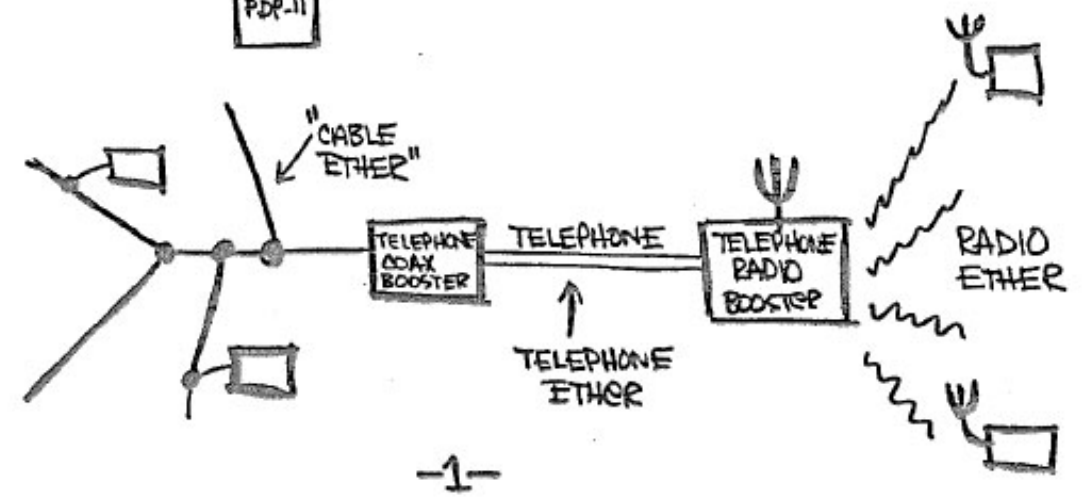 PDP-11
"CABLE
ETHER"
TELEPHONE
COAX
BOOSTER
TELEPHONE
TELEPHONE
ETHER
TELEPHONE
RADIO
BOOSTER
RADIO
ETHER
-1-